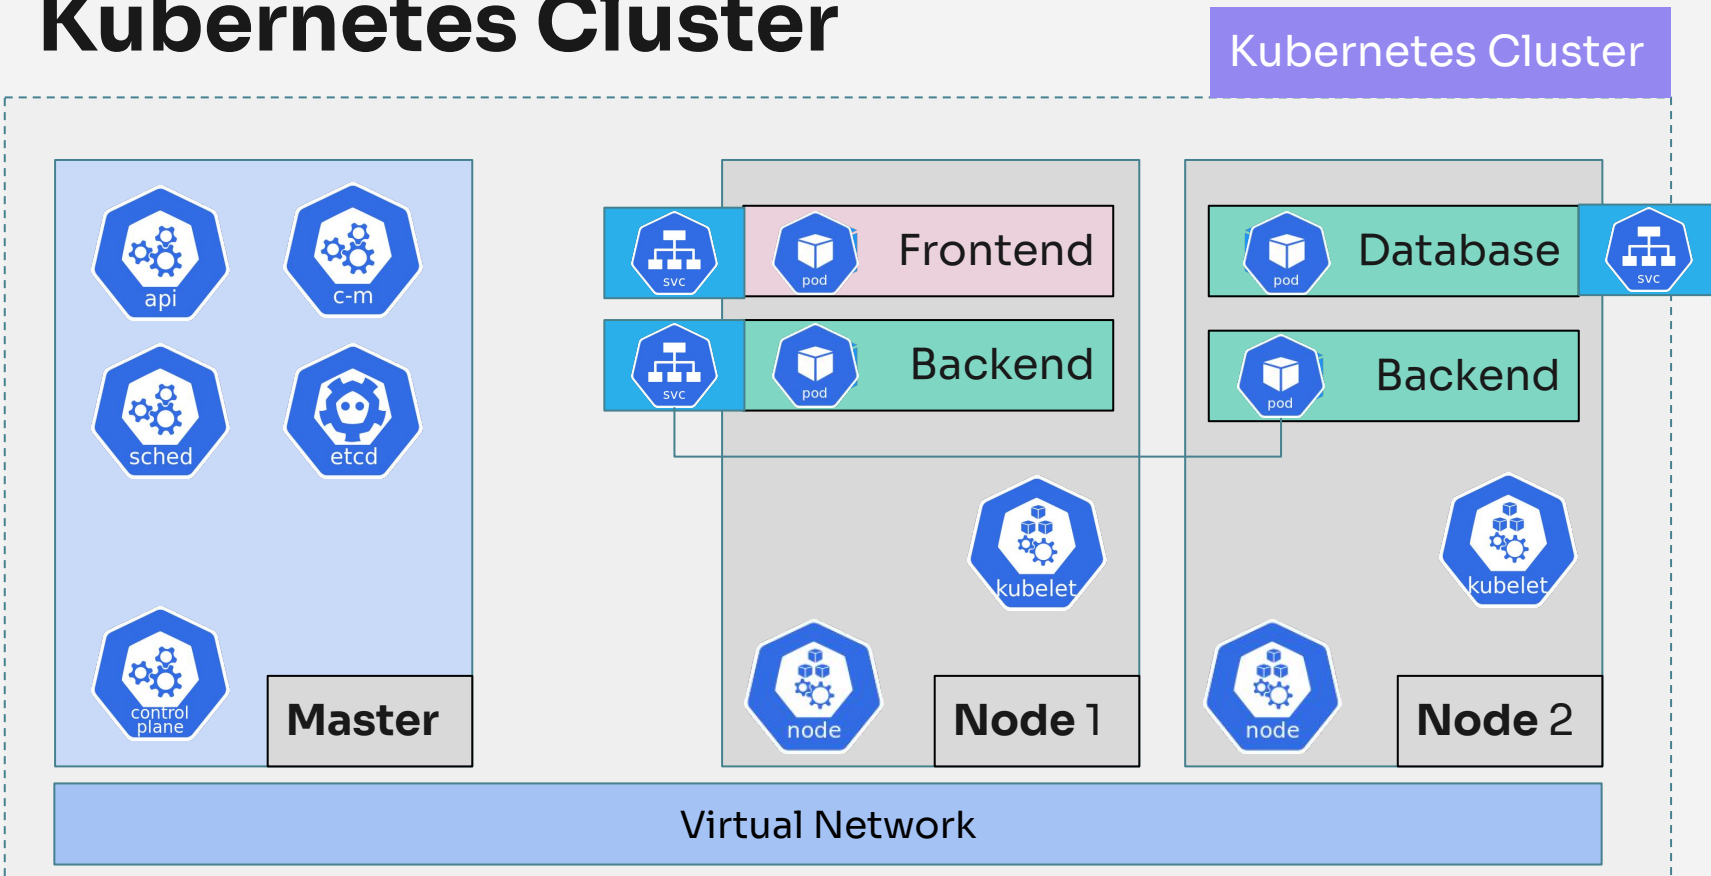 Kubernetes Cluster
Kubernetes Cluster
api
c-m
sched
etcd
control
plane
Master
svc
pod
Frontend
svc
pod
Backend
kubelet
node
Node 1
pod
Database
svc
pod
Backend
kubelet
node
Node 2
Virtual Network